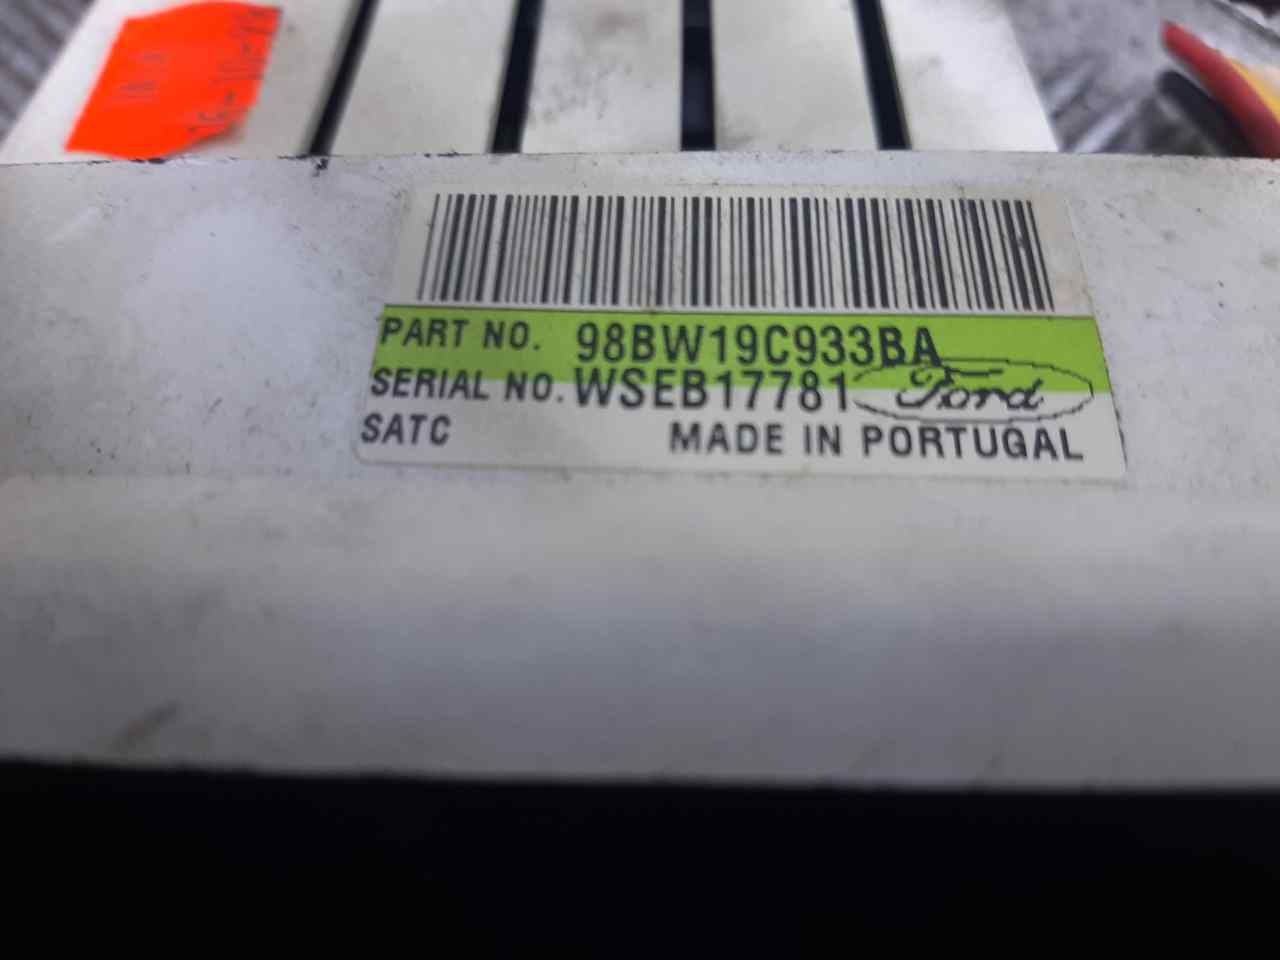 PART NO. 98BW19C933BA
SERIAL NO. WSEB17781 Ford
SATC MADE IN PORTUGAL